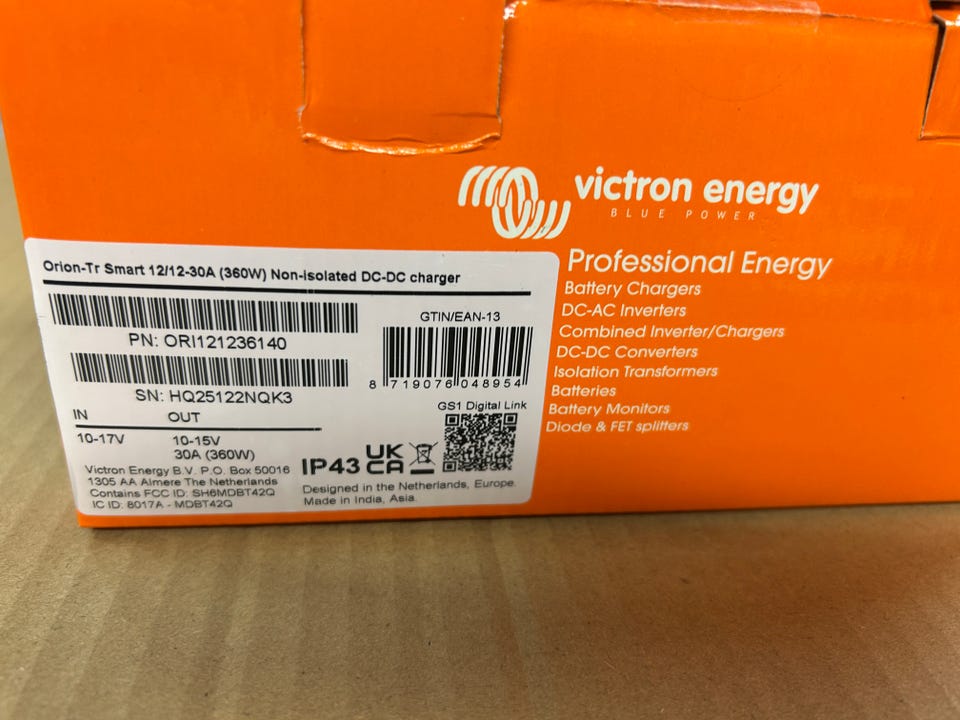 victron energy
BLUE POWER
Professional Energy
Battery Chargers
DC-AC Inverters
Combined Inverter/Chargers
DC-DC Converters
Isolation Transformers
Batteries
Battery Monitors
Diode & FET splitters
Orion-Tr Smart 12/12-30A (360W) Non-isolated DC-DC charger
PN: ORI121236140
SN: HQ25122NQK3
GTIN/EAN-13
8 719076 048954
GS1 Digital Link
IN OUT
10-17V 10-15V
30A (360W)
Victron Energy B.V. P.O. Box 50016
1305 AA Almere The Netherlands
Contains FCC ID: SH6MDBT42Q
IC ID: 8017A - MDBT42Q
IP43 UK
CA
Designed in the Netherlands, Europe.
Made in India, Asia.